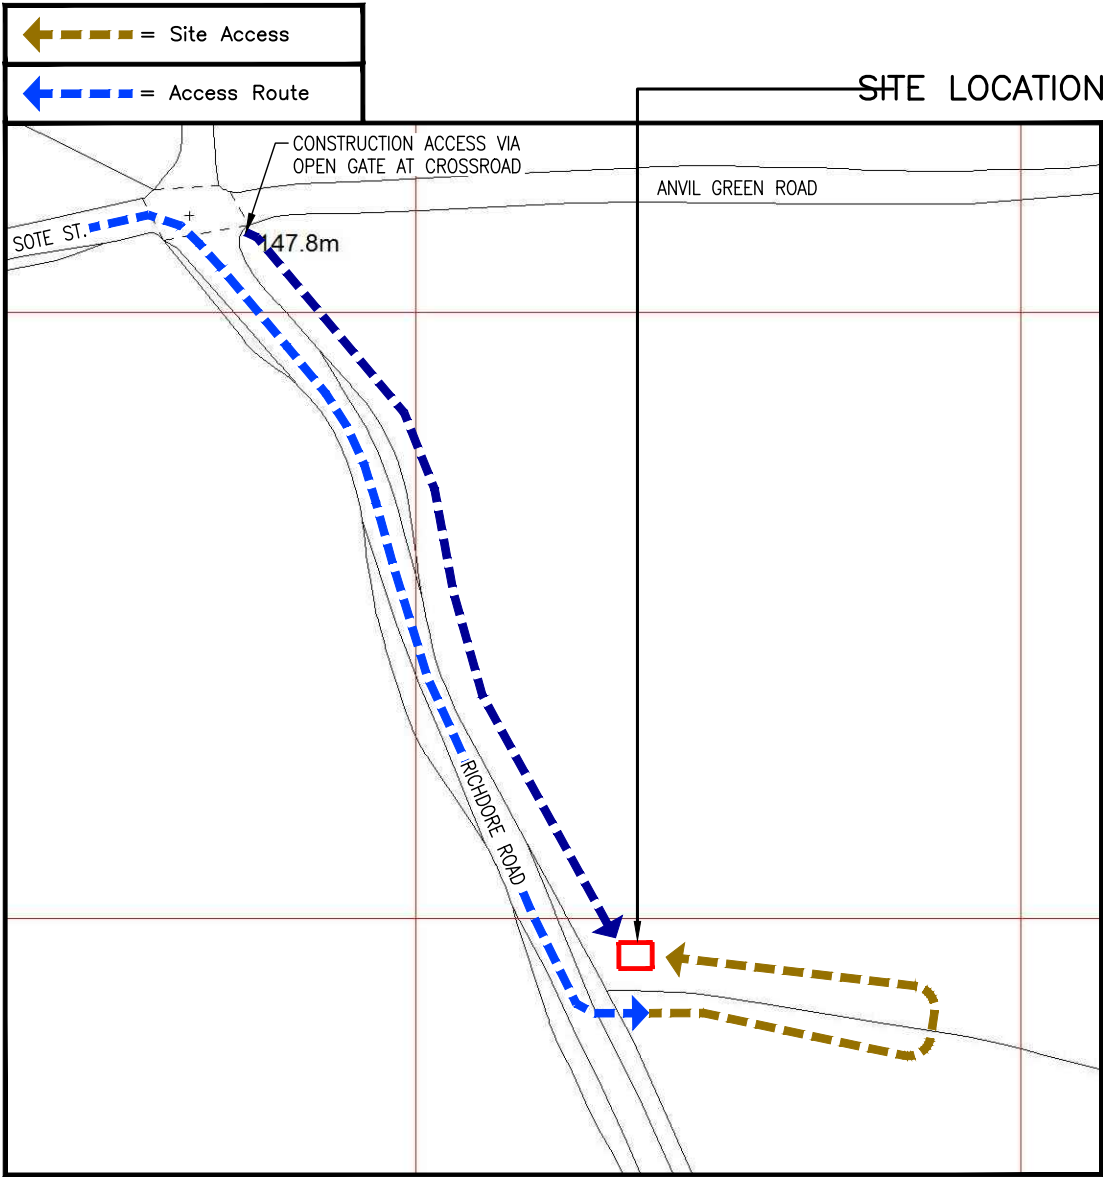 = Site Access
= Access Route
SITE LOCATION
CONSTRUCTION ACCESS VIA
OPEN GATE AT CROSSROAD
ANVIL GREEN ROAD
SOTE ST.
147.8m
RICHDORE ROAD